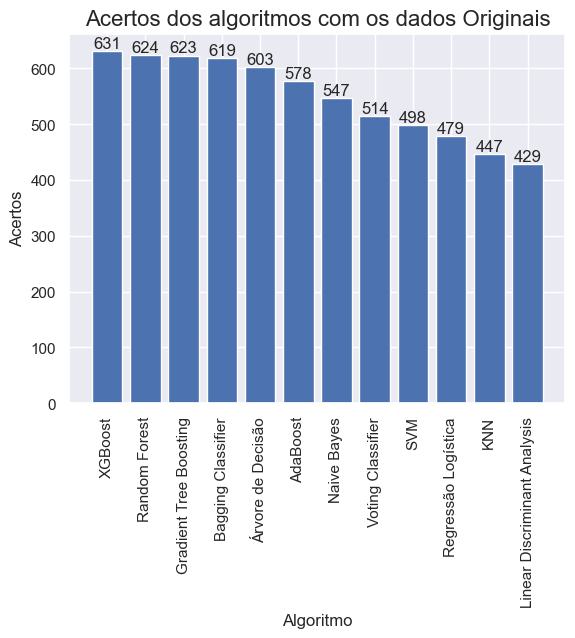 Acertos dos algoritmos com os dados Originais
631
624
623
619
603
578
547
514
498
479
447
429
600
500
400
300
200
100
0
Acertos
XGBoost
Random Forest
Gradient Tree Boosting
Bagging Classifier
Árvore de Decisão
AdaBoost
Naive Bayes
Voting Classifier
SVM
Regressão Logística
KNN
Linear Discriminant Analysis
Algoritmo